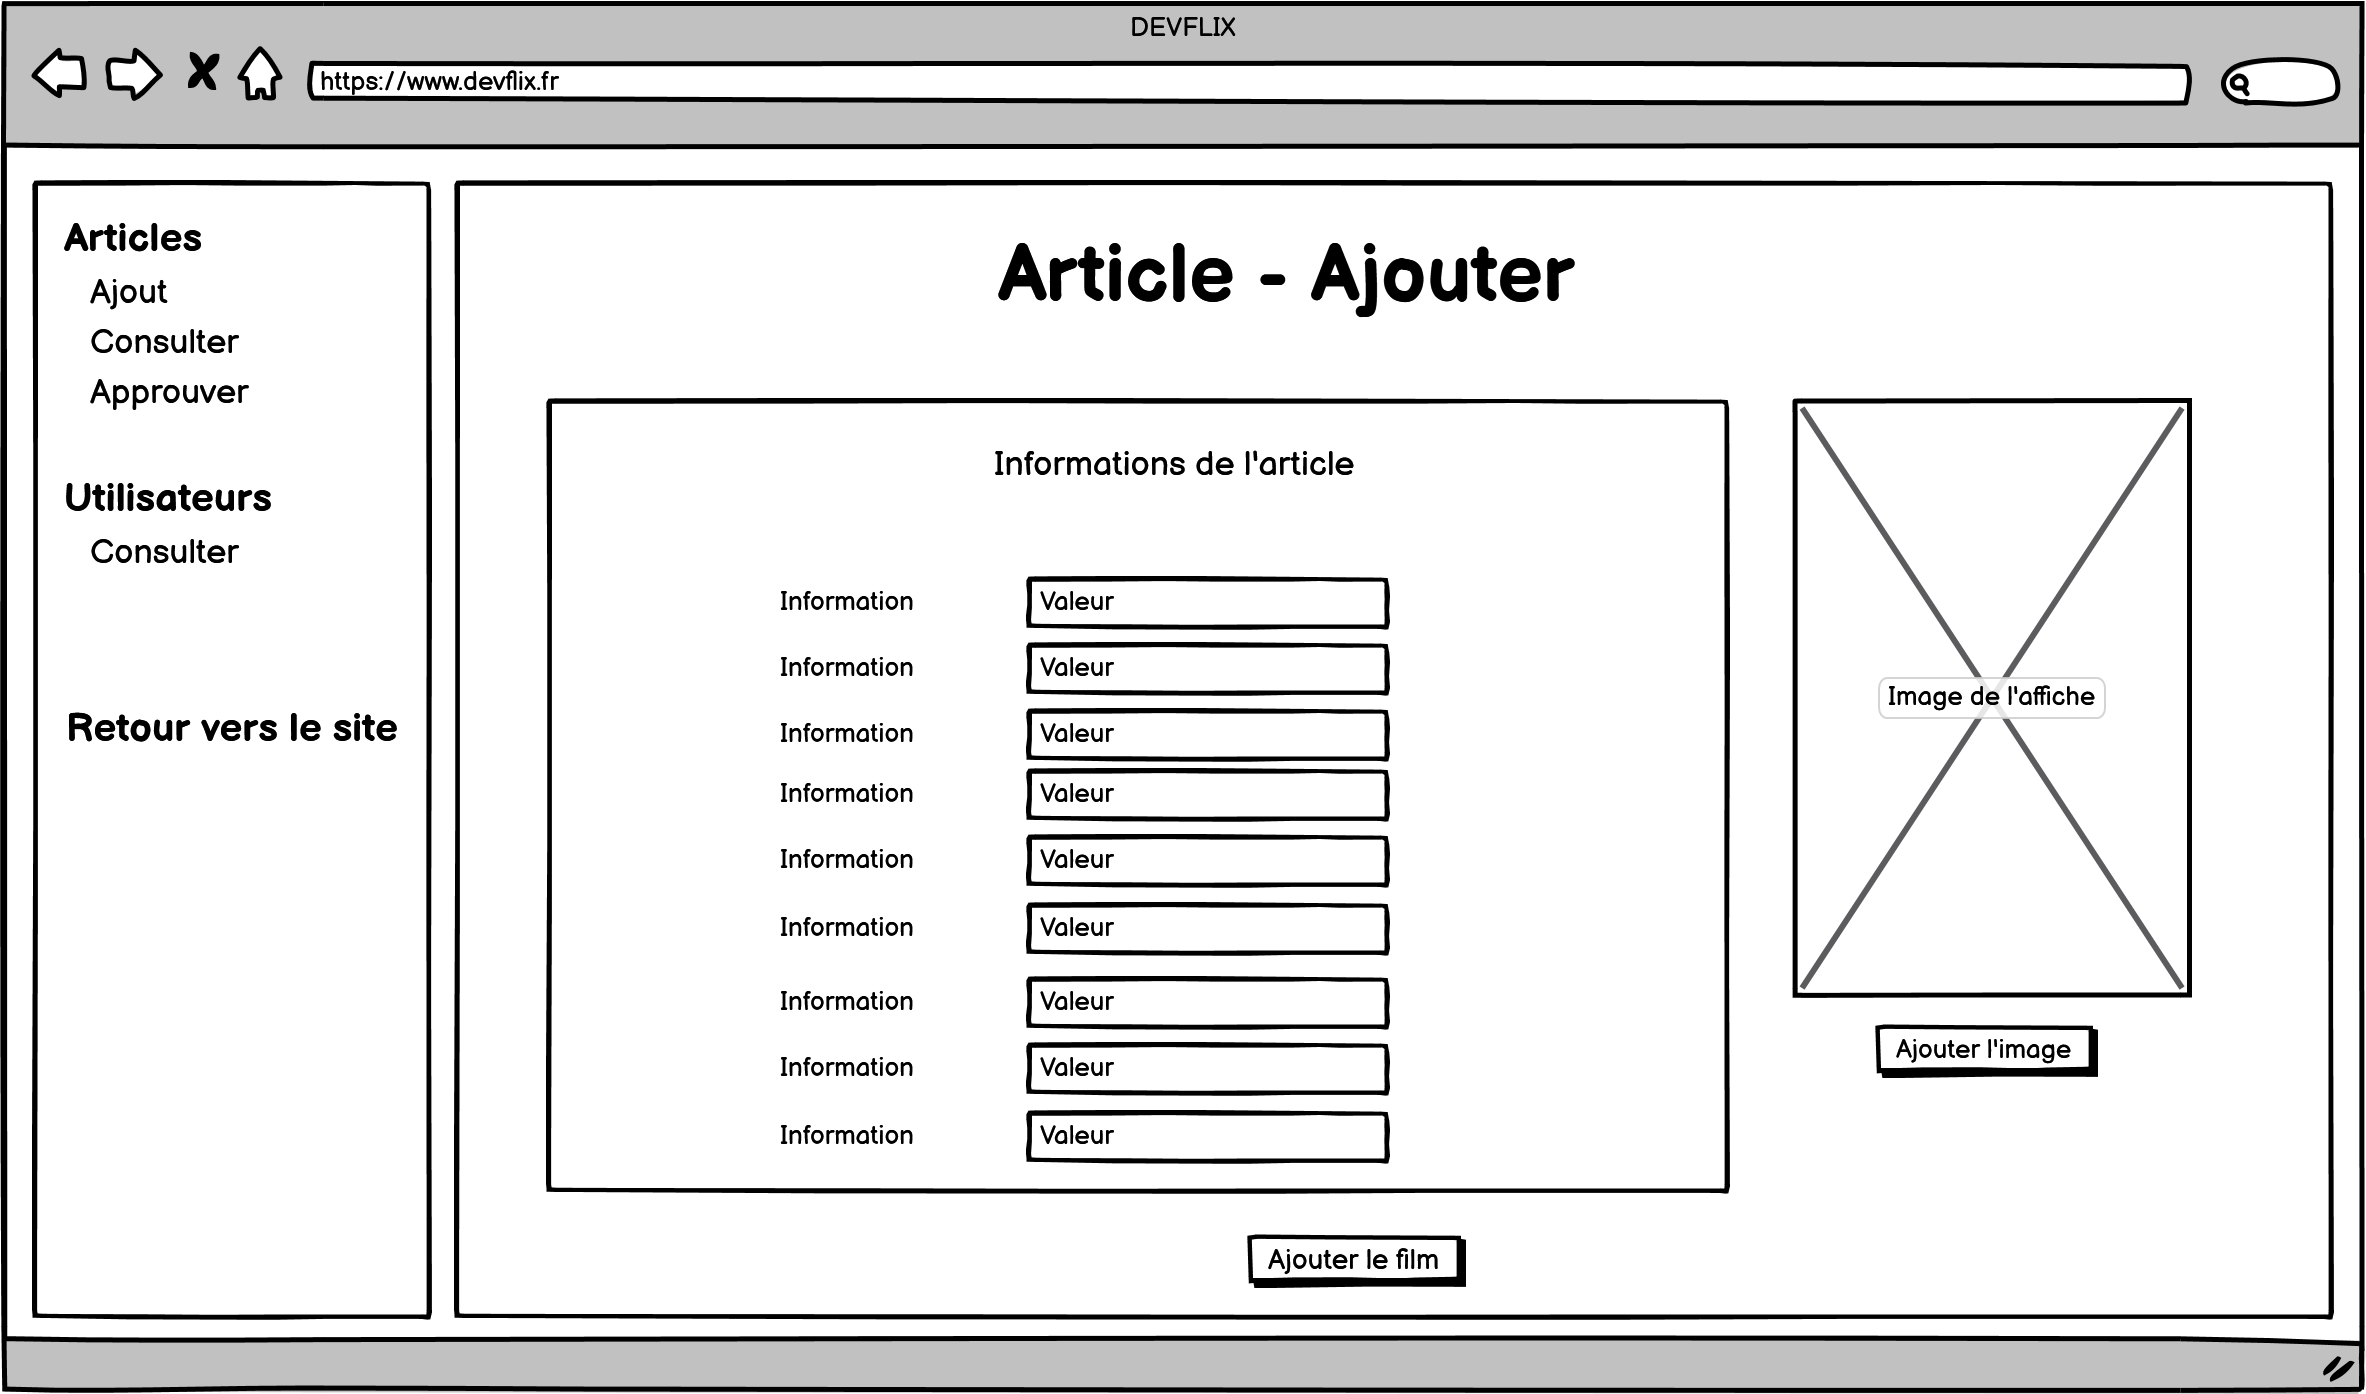 DEVFLIX
https://www.devflix.fr
Articles
Ajout
Consulter
Approuver
Utilisateurs
Consulter
Retour vers le site
Article - Ajouter
Informations de l'article
Information Valeur
Information Valeur
Information Valeur
Information Valeur
Information Valeur
Information Valeur
Information Valeur
Information Valeur
Information Valeur
Image de l'affiche
Ajouter l'image
Ajouter le film